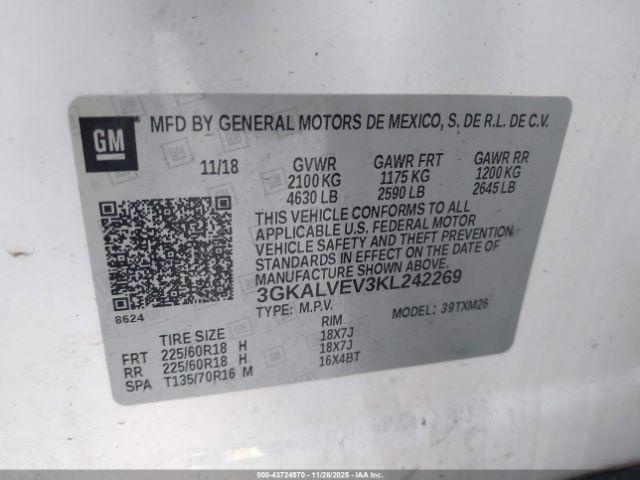 GM
MFD BY GENERAL MOTORS DE MEXICO, S. DE R.L. DE C.V.
11/18 GVWR GAWR FRT GAWR RR
2100 KG 1175 KG 1200 KG
4630 LB 2590 LB 2645 LB
THIS VEHICLE CONFORMS TO ALL
APPLICABLE U.S. FEDERAL MOTOR
VEHICLE SAFETY AND THEFT PREVENTION
STANDARDS IN EFFECT ON THE DATE OF
MANUFACTURE SHOWN ABOVE.
3GKALVEV3KL242269
TYPE: M.P.V. MODEL: 39TXM26
8624
TIRE SIZE RIM
FRT 225/60R18 H 18X7J
RR 225/60R18 H 18X7J
SPA T135/70R16 M 16X4BT
000-43724970 | 11/28/2025 | IAAI.COM